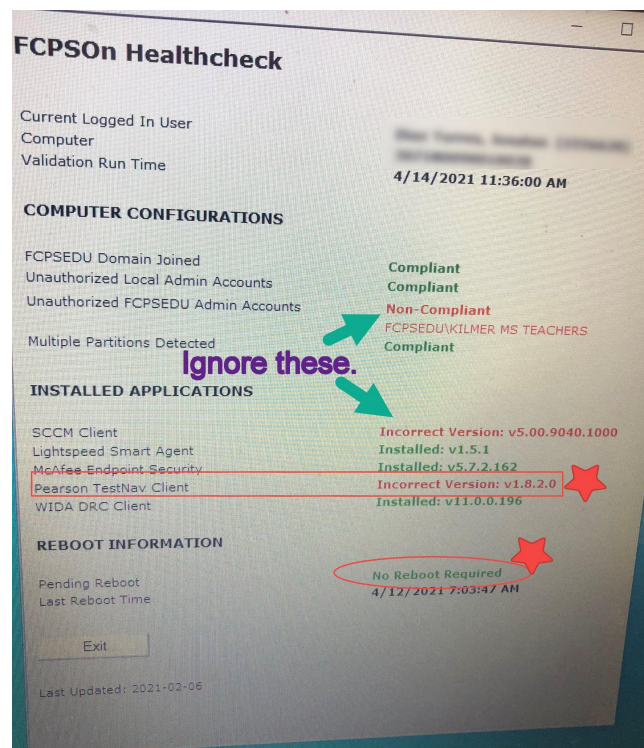 FCPSOn Healthcheck
Current Logged In User
Computer
Validation Run Time 4/14/2021 11:36:00 AM
COMPUTER CONFIGURATIONS
FCPSEDU Domain Joined Compliant
Unauthorized Local Admin Accounts Compliant
Unauthorized FCPSEDU Admin Accounts Non-Compliant
FCPSEDU\KILMER MS TEACHERS
Multiple Partitions Detected Compliant
Ignore these.
INSTALLED APPLICATIONS
SCCM Client Incorrect Version: v5.00.9040.1000
Lightspeed Smart Agent Installed: v1.5.1
McAfee Endpoint Security Installed: v5.7.2.162
Pearson TestNav Client Incorrect Version: v1.8.2.0
WIDA DRC Client Installed: v11.0.0.196
REBOOT INFORMATION
Pending Reboot No Reboot Required
Last Reboot Time 4/12/2021 7:03:47 AM
Exit
Last Updated: 2021-02-06